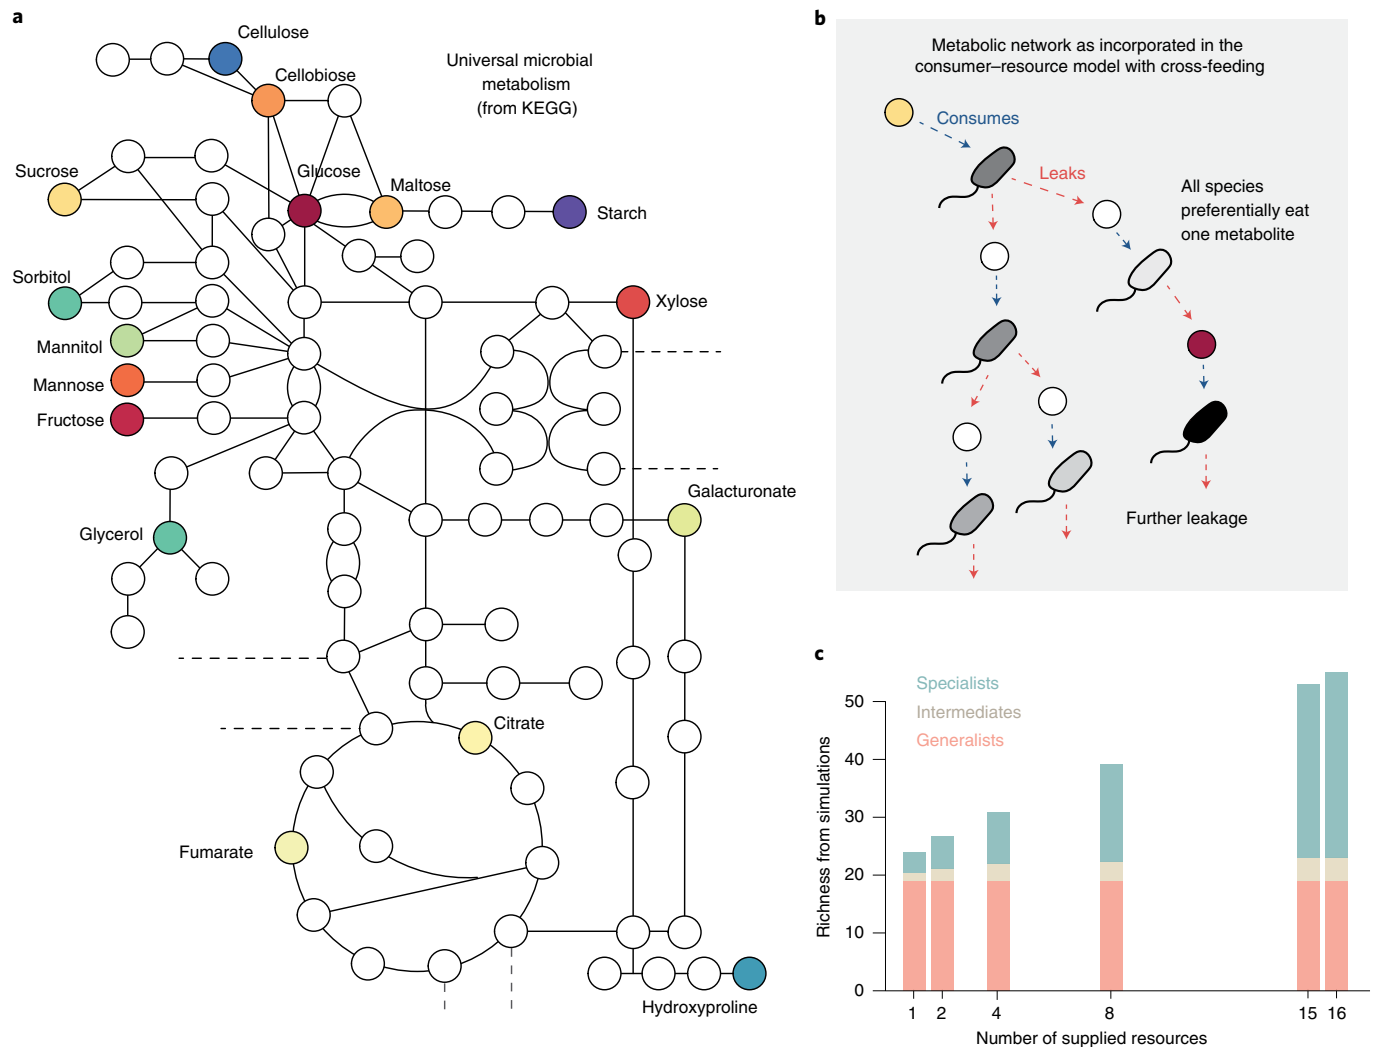 a
Cellulose
Cellobiose
Universal microbial
metabolism
(from KEGG)
Sucrose
Glucose
Maltose
Starch
Sorbitol
Xylose
Mannitol
Mannose
Fructose
Galacturonate
Glycerol
Citrate
Fumarate
Hydroxyproline
b
Metabolic network as incorporated in the
consumer–resource model with cross-feeding
Consumes
Leaks
All species
preferentially eat
one metabolite
Further leakage
c
Specialists
Intermediates
Generalists
Richness from simulations
50
40
30
20
10
0
1 2 4 8 15 16
Number of supplied resources